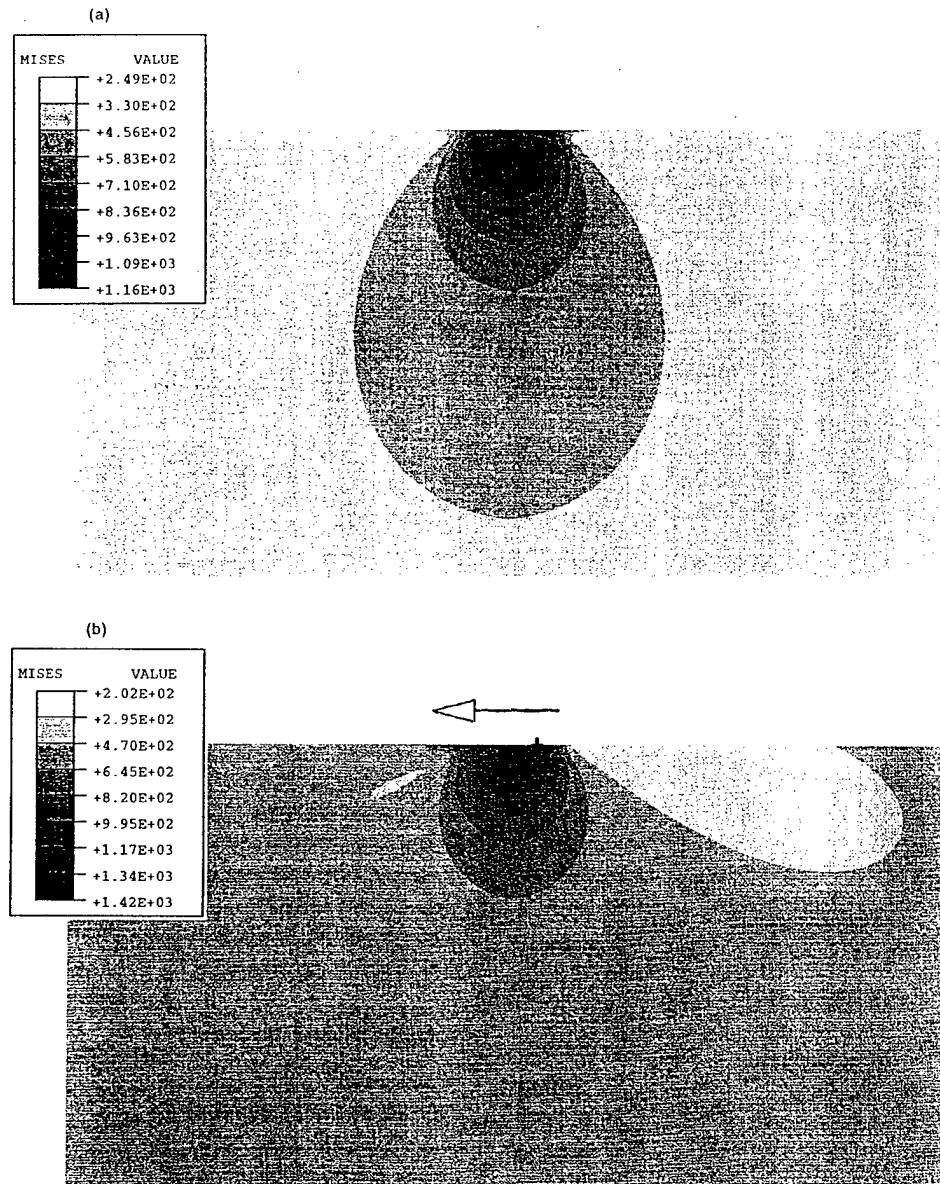 (a)
MISES VALUE
+2.49E+02
+3.30E+02
+4.56E+02
+5.83E+02
+7.10E+02
+8.36E+02
+9.63E+02
+1.09E+03
+1.16E+03
(b)
MISES VALUE
+2.02E+02
+2.95E+02
+4.70E+02
+6.45E+02
+8.20E+02
+9.95E+02
+1.17E+03
+1.34E+03
+1.42E+03